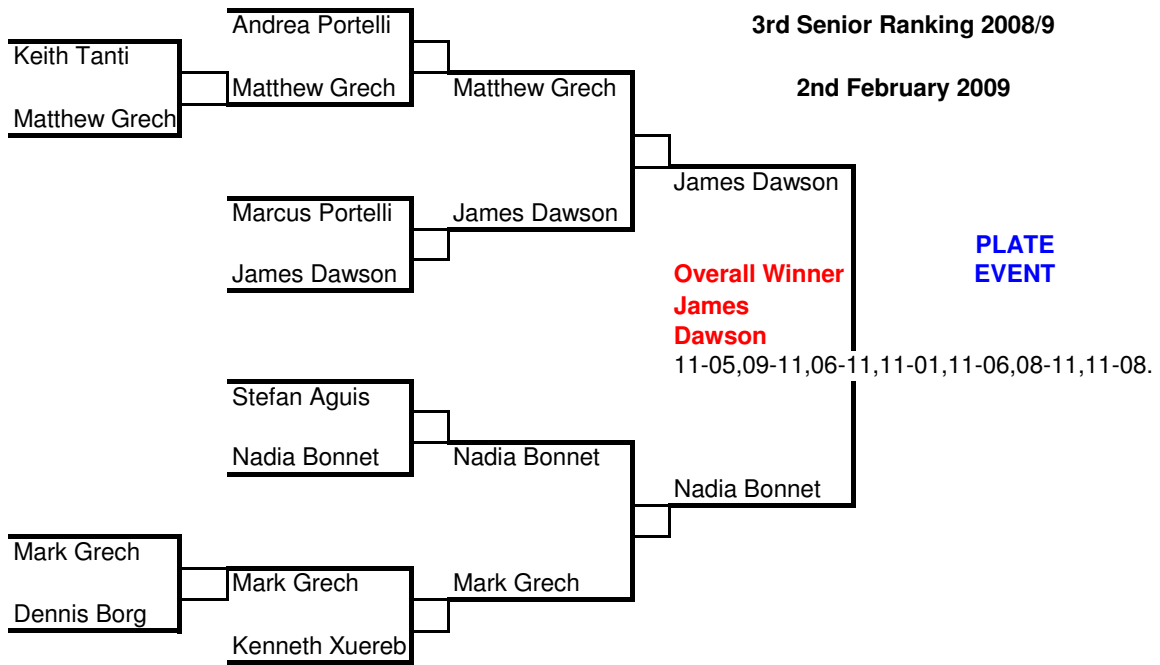 Andrea Portelli
3rd Senior Ranking 2008/9
Keith Tanti
Matthew Grech
Matthew Grech
2nd February 2009
Matthew Grech
James Dawson
Marcus Portelli
James Dawson
PLATE
EVENT
James Dawson
Overall Winner
James
Dawson
11-05,09-11,06-11,11-01,11-06,08-11,11-08.
Stefan Aguis
Nadia Bonnet
Nadia Bonnet
Nadia Bonnet
Mark Grech
Mark Grech
Mark Grech
Dennis Borg
Kenneth Xuereb